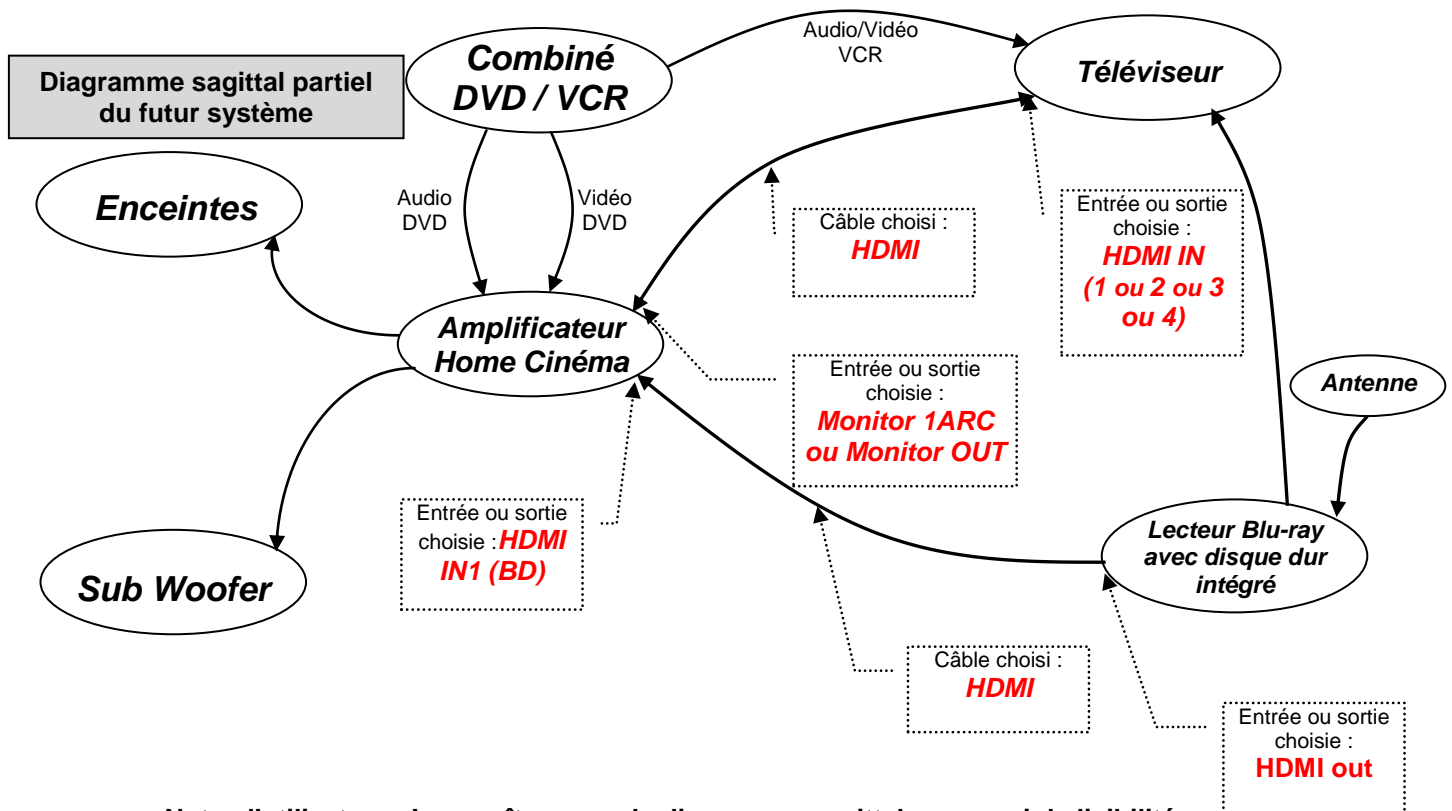 Diagramme sagittal partiel
du futur système
Combiné
DVD / VCR
Audio/Vidéo
VCR
Téléviseur
Enceintes
Audio
DVD
Vidéo
DVD
Câble choisi :
HDMI
Entrée ou sortie
choisie :
HDMI IN
(1 ou 2 ou 3
ou 4)
Amplificateur
Home Cinéma
Entrée ou sortie
choisie :
Monitor 1ARC
ou Monitor OUT
Antenne
Entrée ou sortie
choisie : HDMI
IN1 (BD)
Lecteur Blu-ray
avec disque dur
intégré
Sub Woofer
Câble choisi :
HDMI
Entrée ou sortie
choisie :
HDMI out